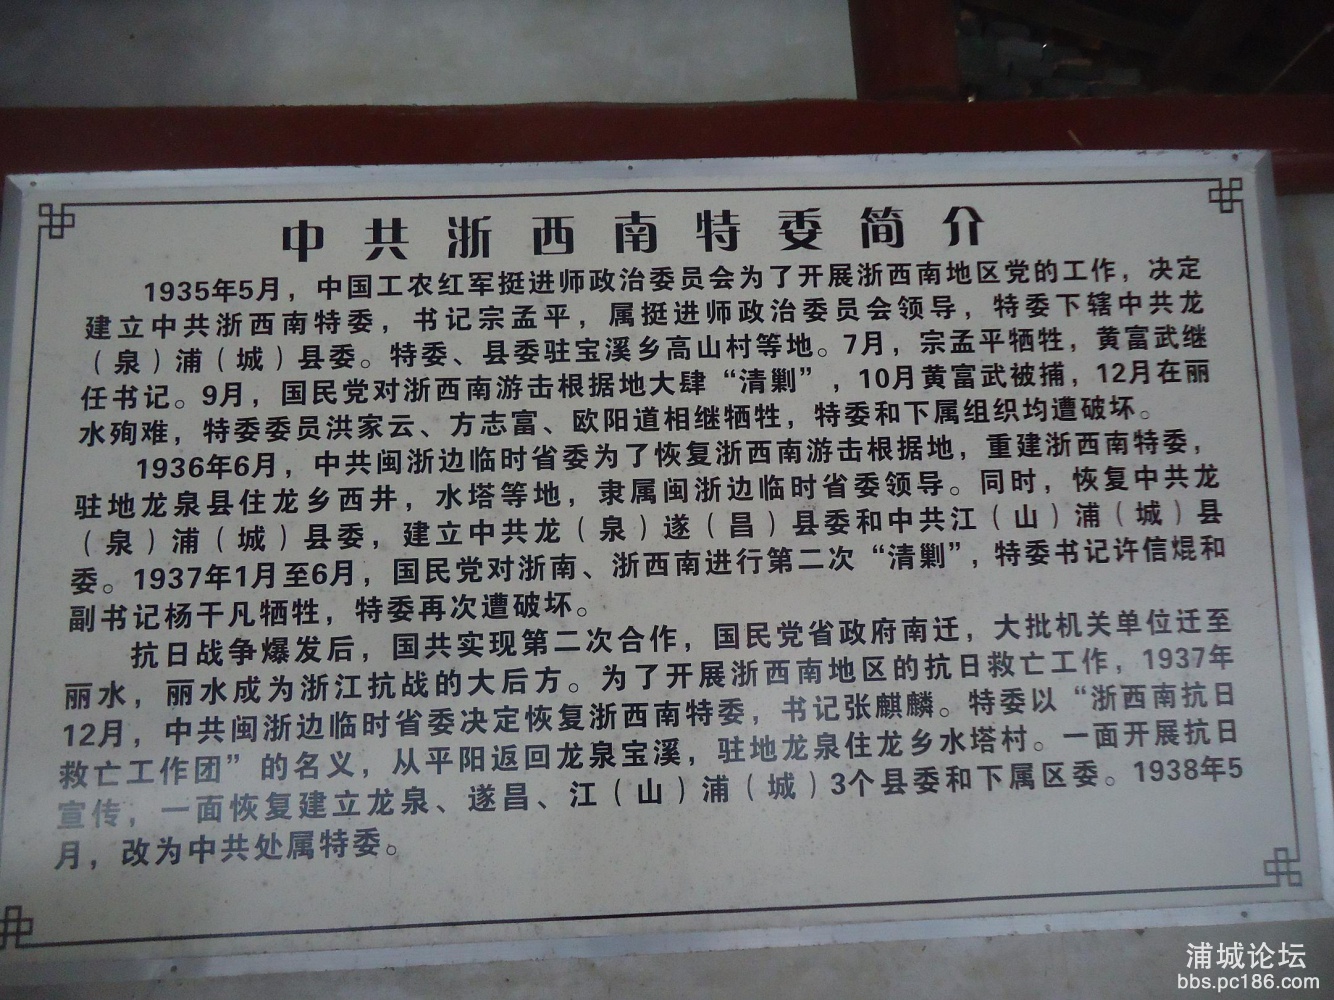 中共浙西南特委简介
1935年5月，中国工农红军挺进师政治委员会为了开展浙西南地区党的工作，决定
建立中共浙西南特委，书记宗孟平，属挺进师政治委员会领导，特委下辖中共龙
（泉）浦（城）县委。特委、县委驻宝溪乡高山村等地。7月，宗孟平牺牲，黄富武继
任书记。9月，国民党对浙西南游击根据地大肆“清剿”，10月黄富武被捕，12月在丽
水殉难，特委委员洪家云、方志富、欧阳道相继牺牲，特委和下属组织均遭破坏。
1936年6月，中共闽浙边临时省委为了恢复浙西南游击根据地，重建浙西南特委，
驻地龙泉县住龙乡西井，水塔等地，隶属闽浙边临时省委领导。同时，恢复中共龙
（泉）浦（城）县委，建立中共龙（泉）遂（昌）县委和中共江（山）浦（城）县
委。1937年1月至6月，国民党对浙南、浙西南进行第二次“清剿”，特委书记许信焜和
副书记杨干凡牺牲，特委再次遭破坏。
抗日战争爆发后，国共实现第二次合作，国民党省政府南迁，大批机关单位迁至
丽水，丽水成为浙江抗战的大后方。为了开展浙西南地区的抗日救亡工作，1937年
12月，中共闽浙边临时省委决定恢复浙西南特委，书记张麒麟。特委以“浙西南抗日
救亡工作团”的名义，从平阳返回龙泉宝溪，驻地龙泉住龙乡水塔村。一面开展抗日
宣传，一面恢复建立龙泉、遂昌、江（山）浦（城）3个县委和下属区委。1938年5
月，改为中共处属特委。
浦城论坛
bbs.pc186.com